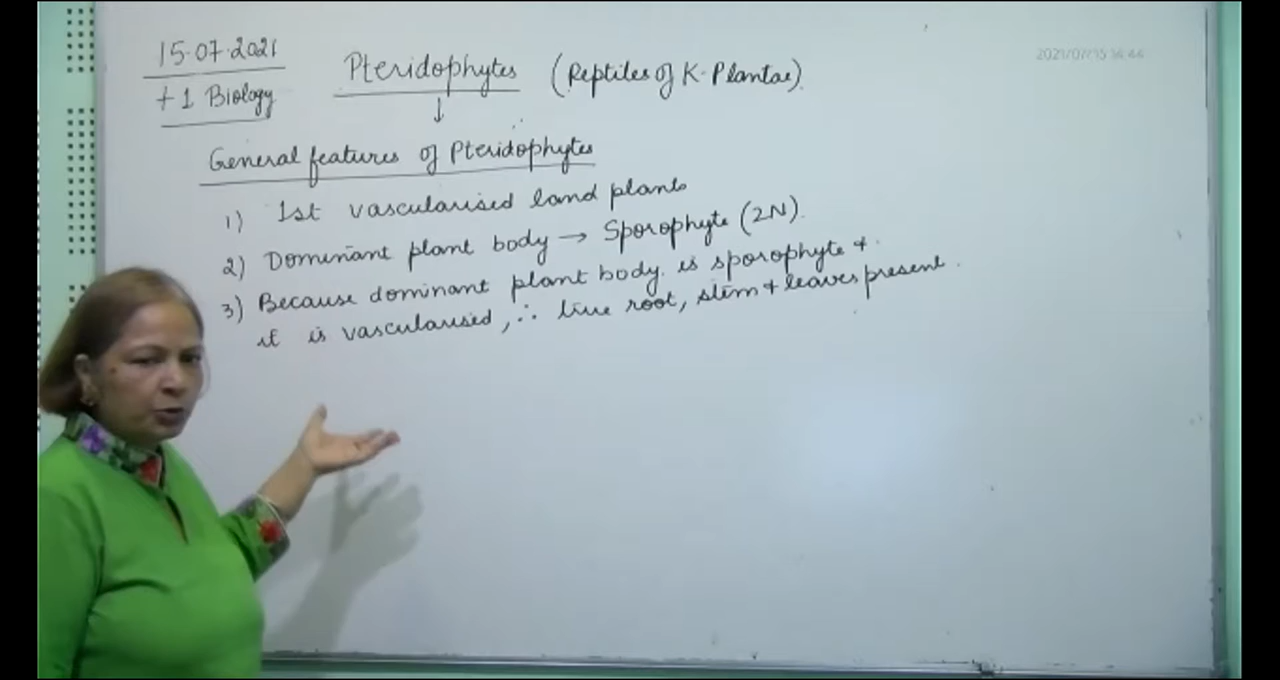 15.07.2021
+1 Biology
Pteridophytes (Reptiles of K. Plantae)
↓
General features of Pteridophytes
1) 1st vascularised land plants
2) Dominant plant body → Sporophyte (2N).
3) Because dominant plant body. is sporophyte +
it is vascularised, ∴ true root, stem + leaves present.